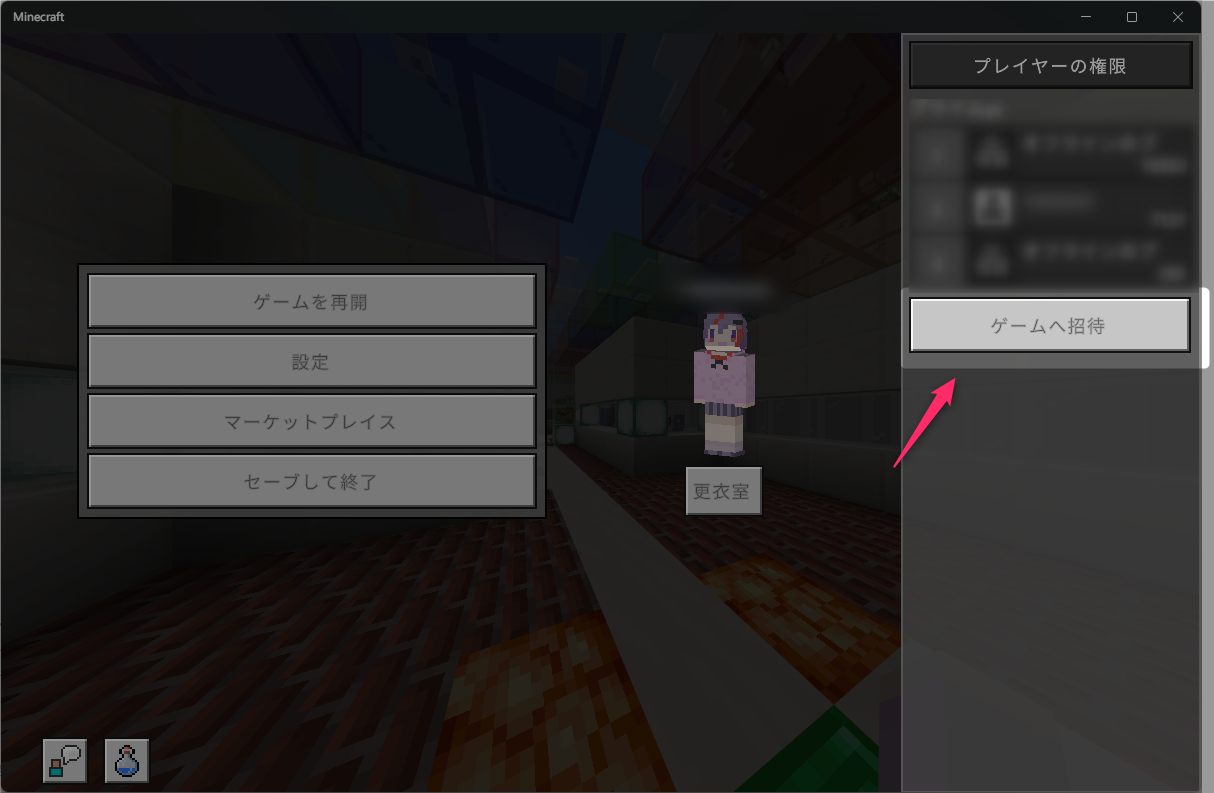 Minecraft
プレイヤーの権限
ゲームを再開
設定
マーケットプレイス
セーブして終了
更衣室
ゲームへ招待